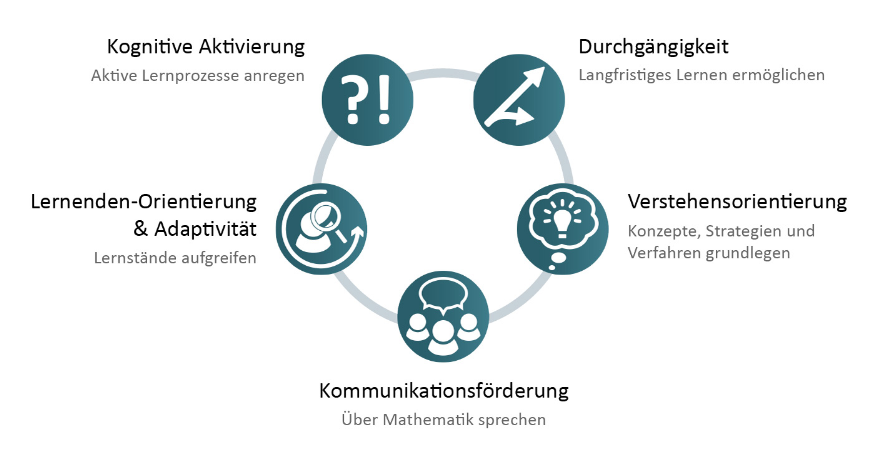 Kognitive Aktivierung
Aktive Lernprozesse anregen
?!
Durchgängigkeit
Langfristiges Lernen ermöglichen
Lernenden-Orientierung
& Adaptivität
Lernstände aufgreifen
Verstehensorientierung
Konzepte, Strategien und
Verfahren grundlegen
Kommunikationsförderung
Über Mathematik sprechen